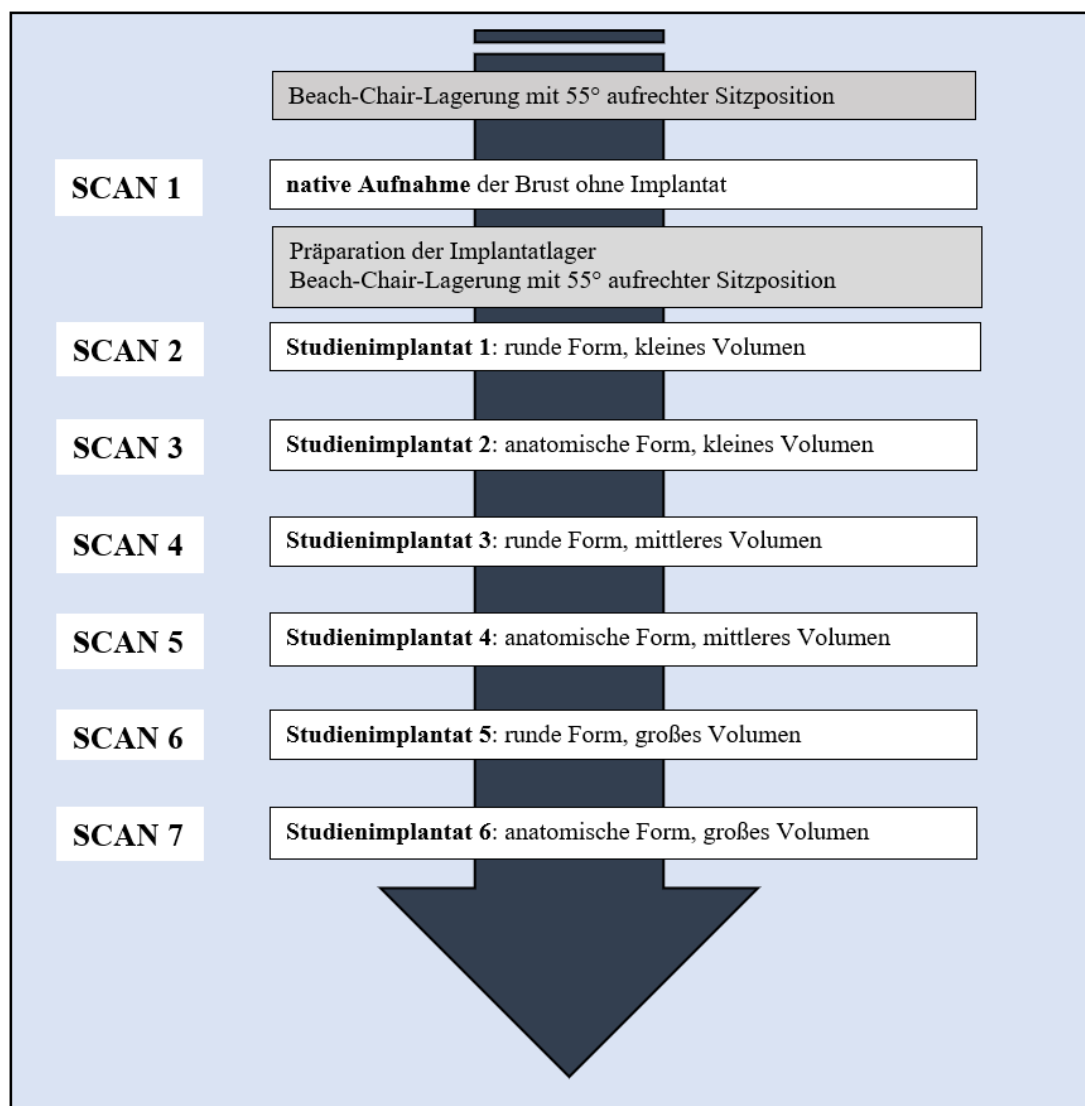 Beach-Chair-Lagerung mit 55° aufrechter Sitzposition
SCAN 1
native Aufnahme der Brust ohne Implantat
Präparation der Implantatlager
Beach-Chair-Lagerung mit 55° aufrechter Sitzposition
SCAN 2
Studienimplantat 1: runde Form, kleines Volumen
SCAN 3
Studienimplantat 2: anatomische Form, kleines Volumen
SCAN 4
Studienimplantat 3: runde Form, mittleres Volumen
SCAN 5
Studienimplantat 4: anatomische Form, mittleres Volumen
SCAN 6
Studienimplantat 5: runde Form, großes Volumen
SCAN 7
Studienimplantat 6: anatomische Form, großes Volumen